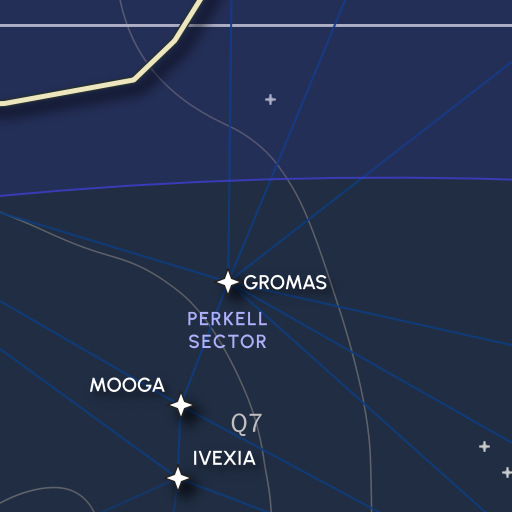 GROMAS
PERKELL
SECTOR
MOOGA
Q7
IVEXIA